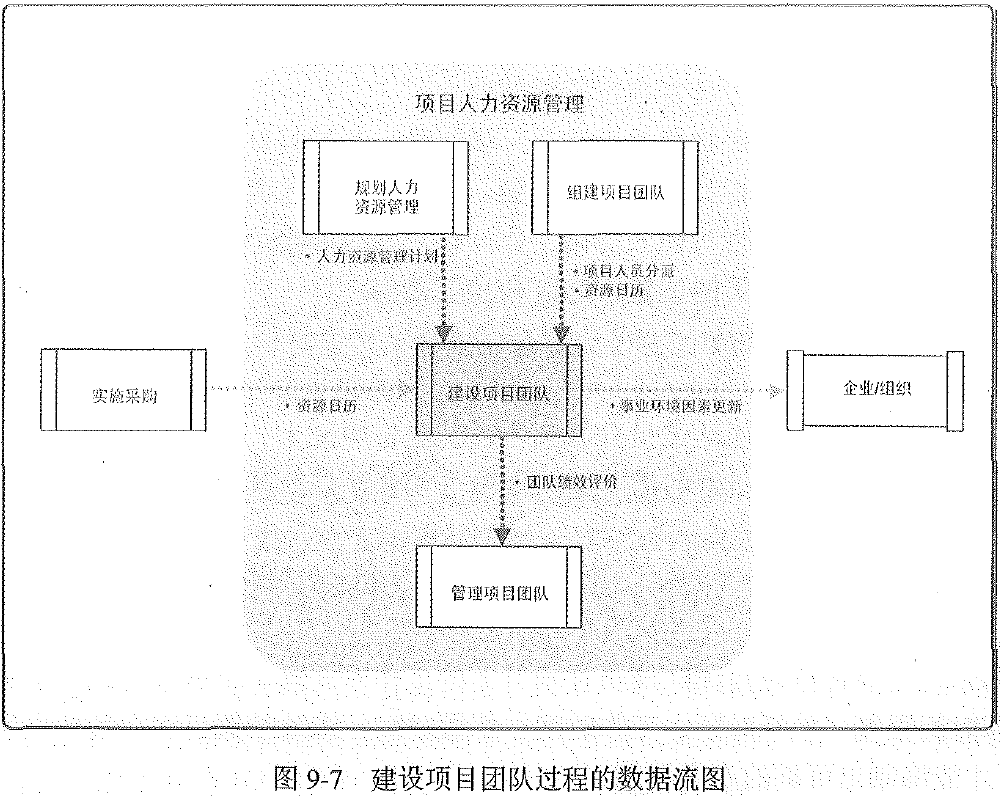 项目人力资源管理
规划人力
资源管理
组建项目团队
• 人力资源管理计划
• 项目人员分派
• 资源日历
实施采购
• 资源日历
建设项目团队
• 事业环境因素更新
企业/组织
• 团队绩效评价
管理项目团队
图 9-7 建设项目团队过程的数据流图